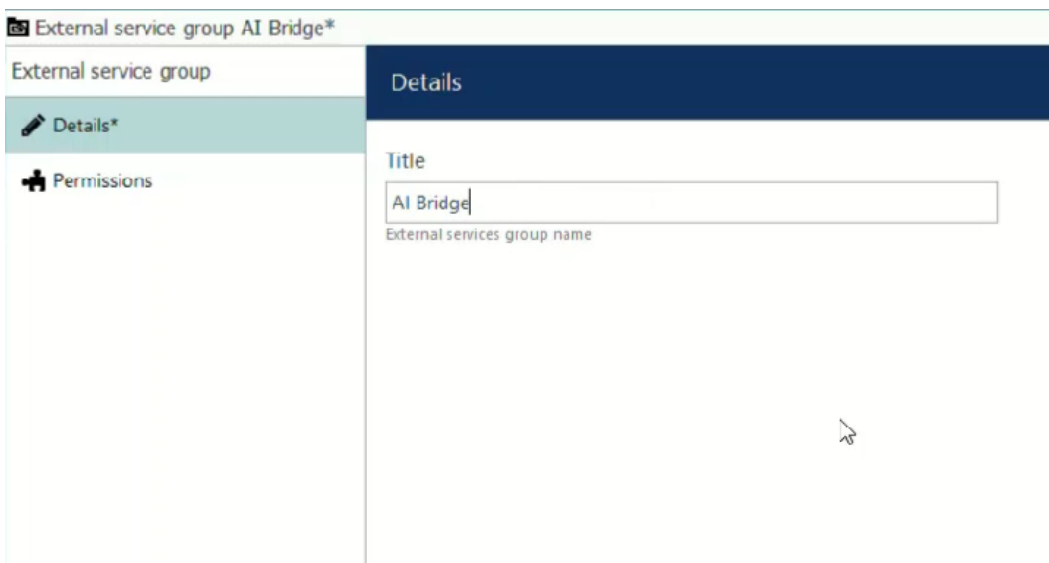 External service group AI Bridge*
External service group
Details
Details*
Title
Permissions
AI Bridge
External services group name